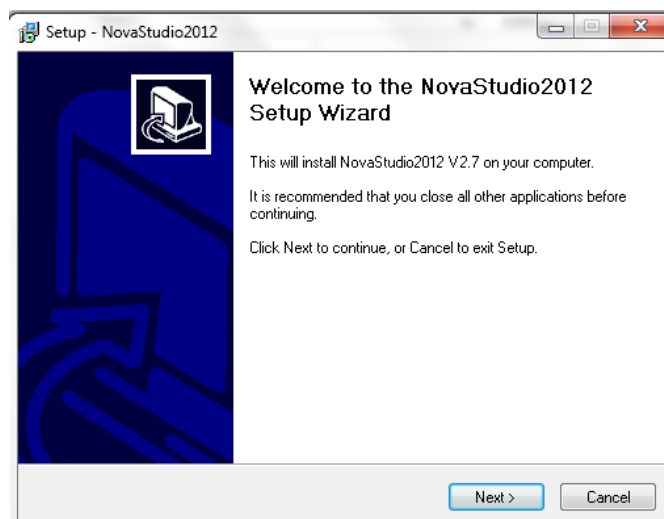 Setup - NovaStudio2012
Welcome to the NovaStudio2012
Setup Wizard
This will install NovaStudio2012 V2.7 on your computer.
It is recommended that you close all other applications before
continuing.
Click Next to continue, or Cancel to exit Setup.
Next >
Cancel